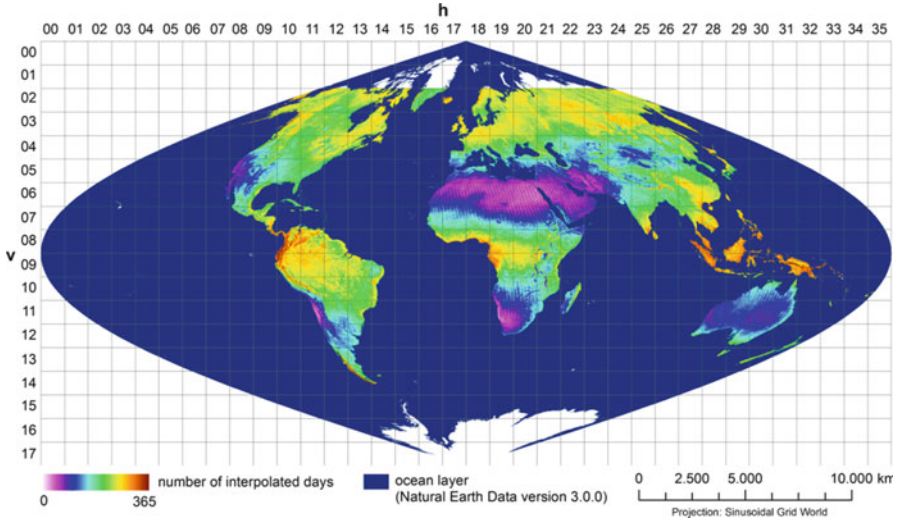 h
00 01 02 03 04 05 06 07 08 09 10 11 12 13 14 15 16 17 18 19 20 21 22 23 24 25 26 27 28 29 30 31 32 33 34 35
00
01
02
03
04
05
06
07
08
v
09
10
11
12
13
14
15
16
17
number of interpolated days
0 365
ocean layer
(Natural Earth Data version 3.0.0)
0 2.500 5.000 10.000 km
Projection: Sinusoidal Grid World